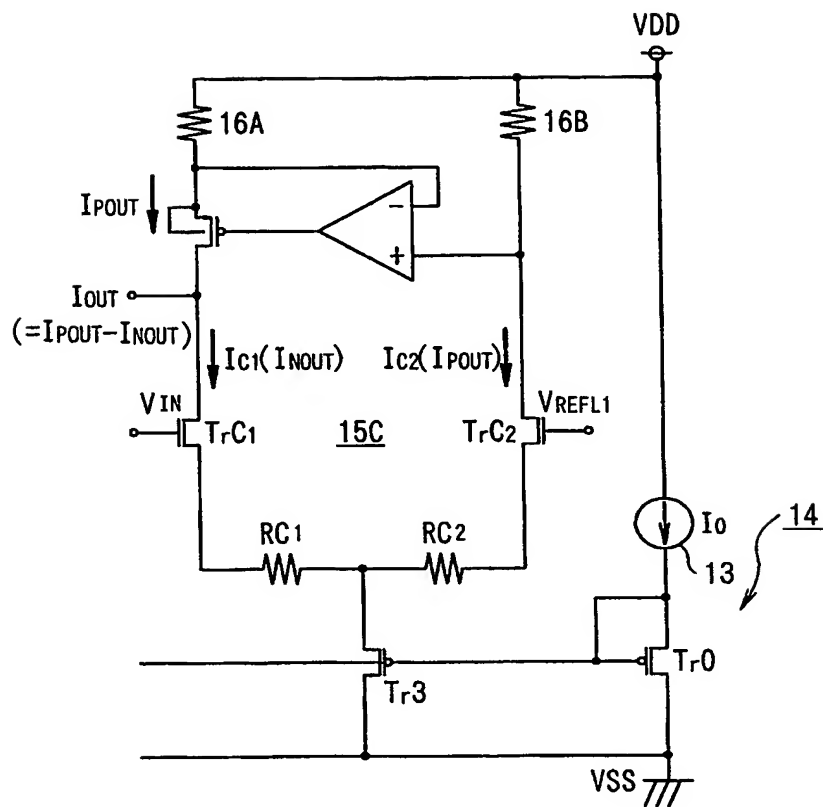 VDD
16A
16B
IPOUT
-
+
IOUT
(=IPOUT-INOUT)
IC1(INOUT)
IC2(IPOUT)
VIN
VREFL1
TrC1
15C
TrC2
I0
14
RC1
RC2
13
Tr0
Tr3
VSS